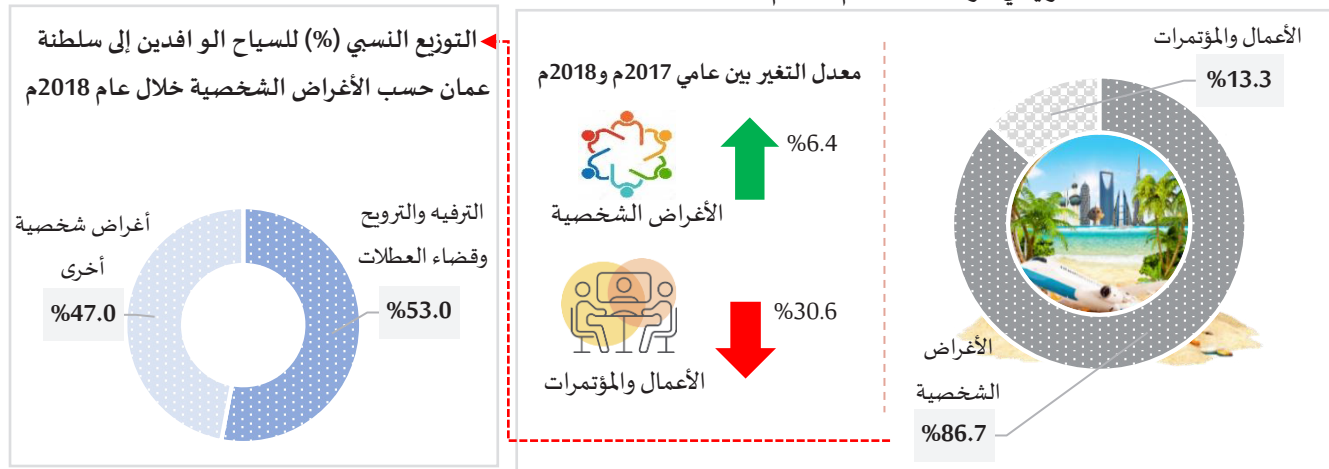 الأعمال والمؤتمرات
%13.3
الأغراض
الشخصية
%86.7
معدل التغير بين عامي 2017م و2018م
%6.4
الأغراض الشخصية
%30.6
الأعمال والمؤتمرات
التوزيع النسبي (%) للسياح الوافدين إلى سلطنة
عمان حسب الأغراض الشخصية خلال عام 2018م
الترفيه والترويح
وقضاء العطلات
%53.0
أغراض شخصية
أخرى
%47.0